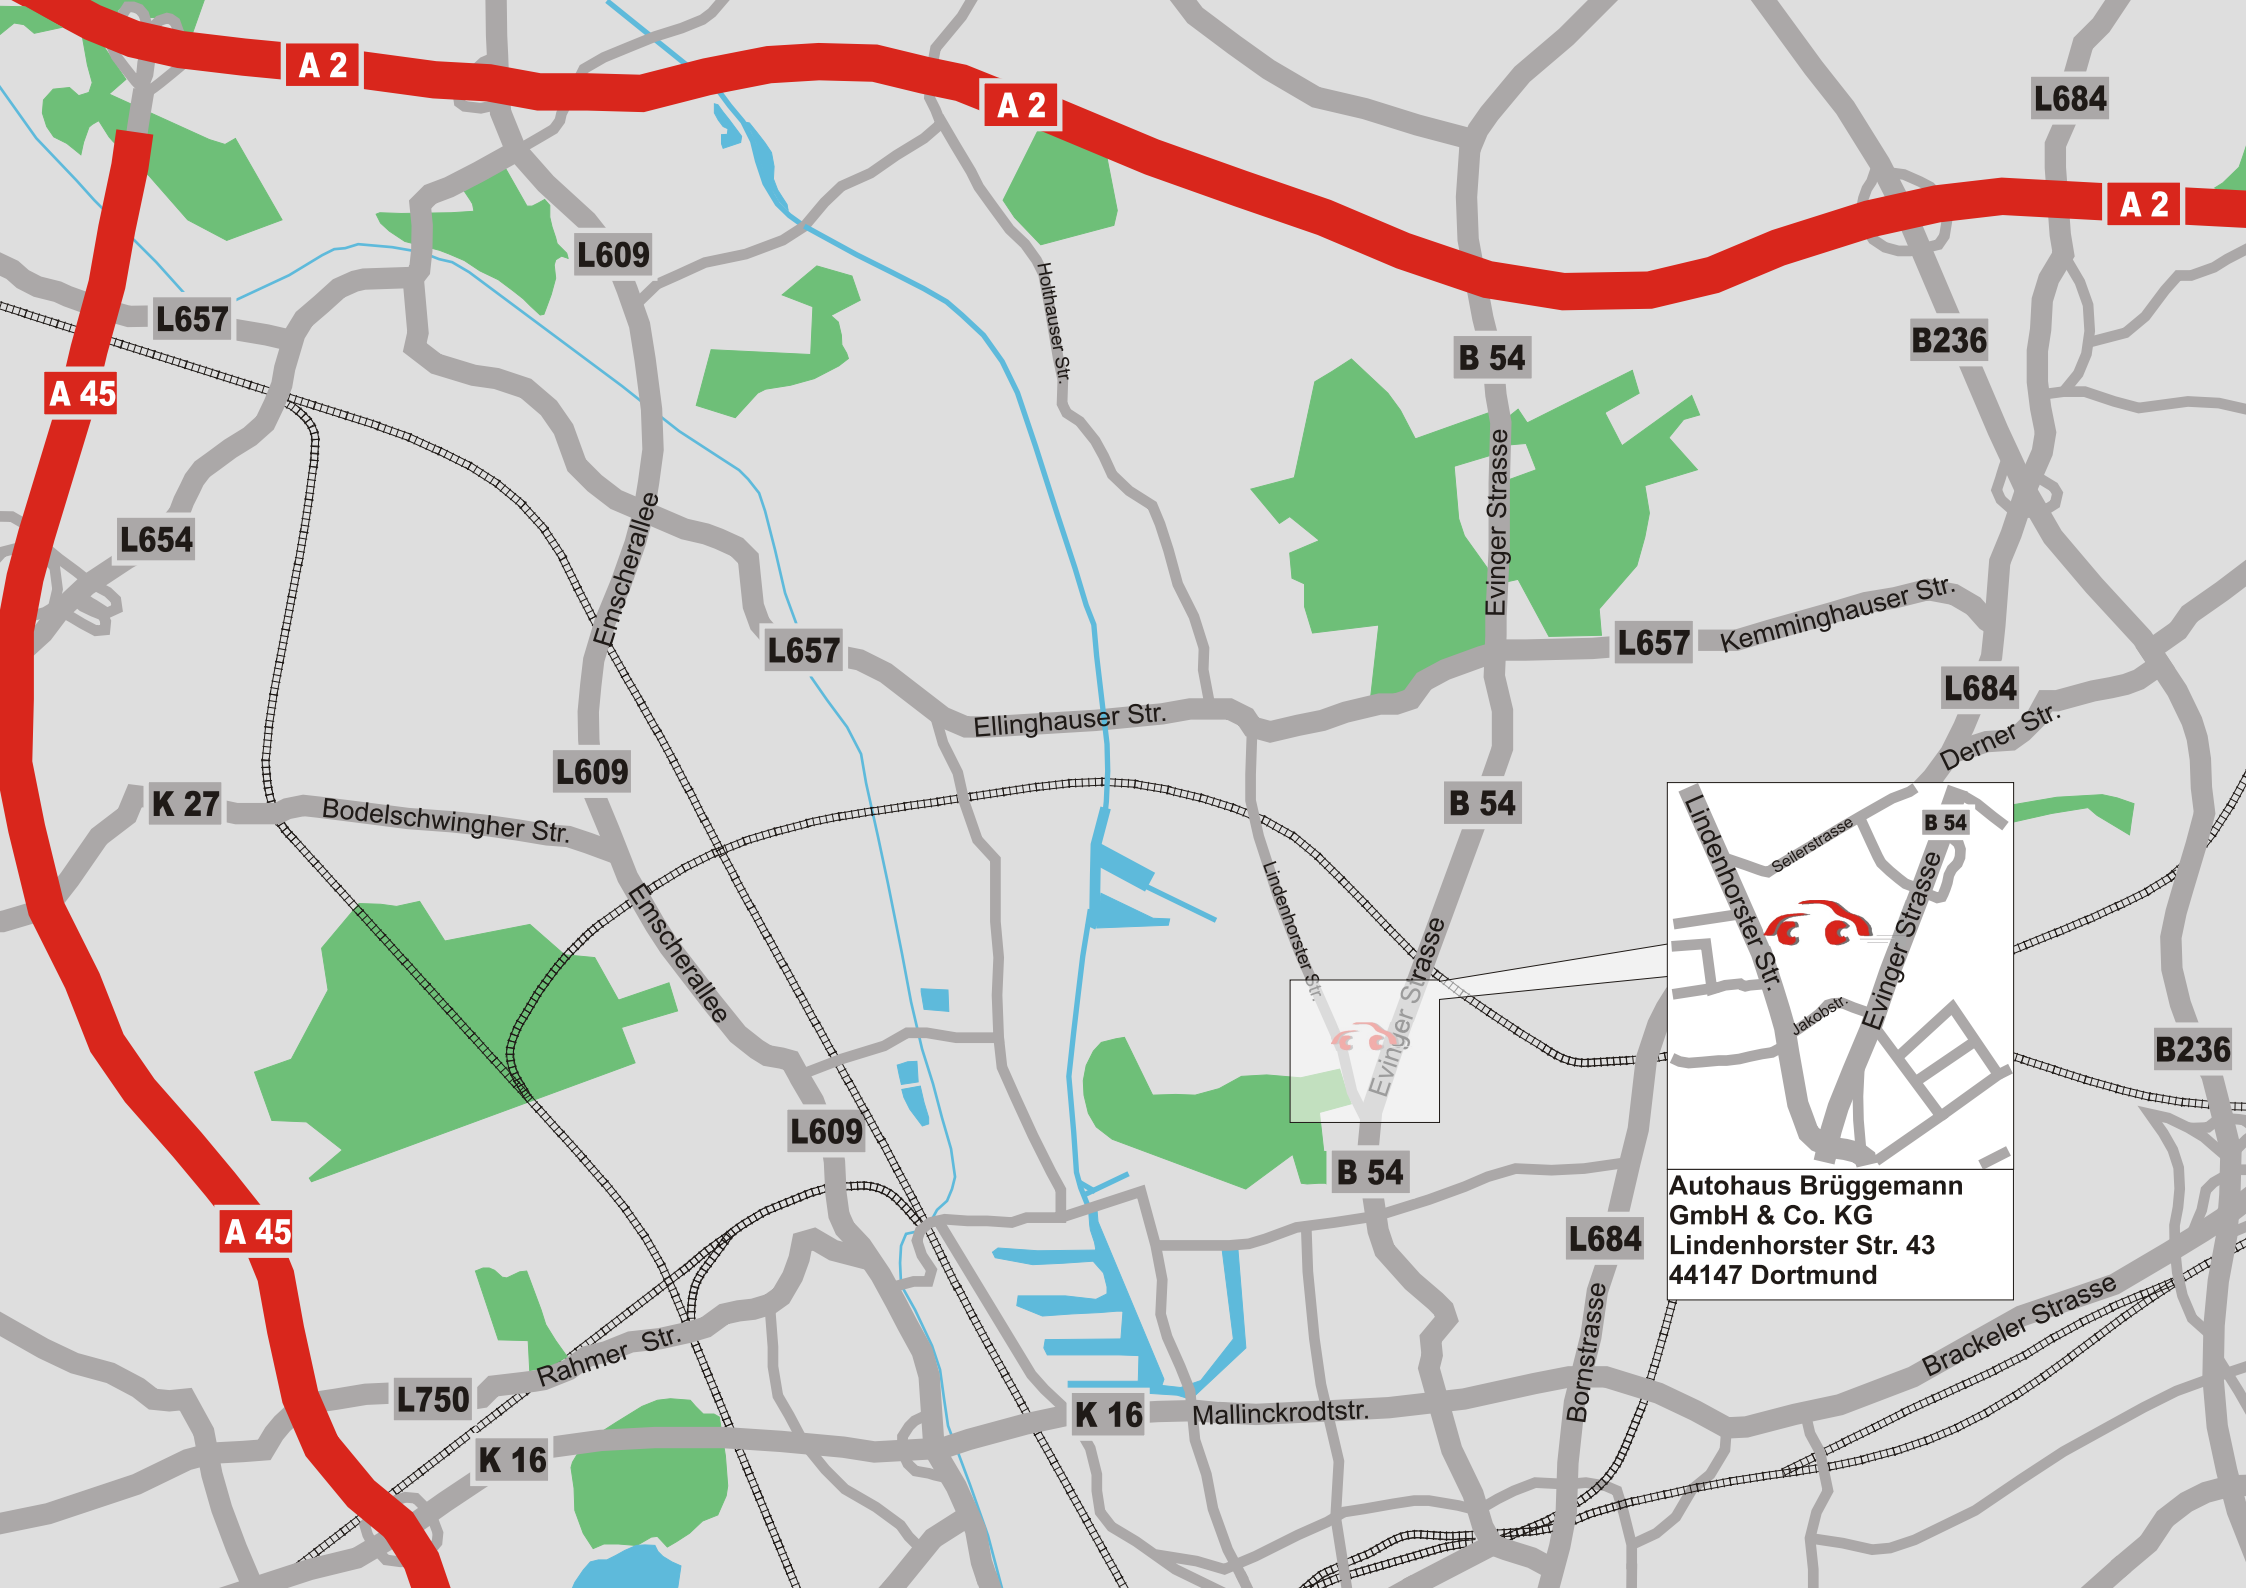 A 2
A 2
L684
A 2
L609
L657
Holthauser Str.
B236
B 54
A 45
Evinger Strasse
L654
Emscherallee
Kemminghauser Str.
L657
L657
L684
Ellinghauser Str.
Derner Str.
L609
K 27
B 54
Bodelschwingher Str.
Lindenhorster Str.
Seilerstrasse
B 54
Evinger Strasse
Jakobstr.
Emscherallee
Lindenhorster Str.
Evinger Strasse
Evinger Strasse
B236
L609
B 54
A 45
L684
Autohaus Brüggemann
GmbH & Co. KG
Lindenhorster Str. 43
44147 Dortmund
Rahmer Str.
Bornstrasse
Brackeler Strasse
L750
K 16
Mallinckrodtstr.
K 16